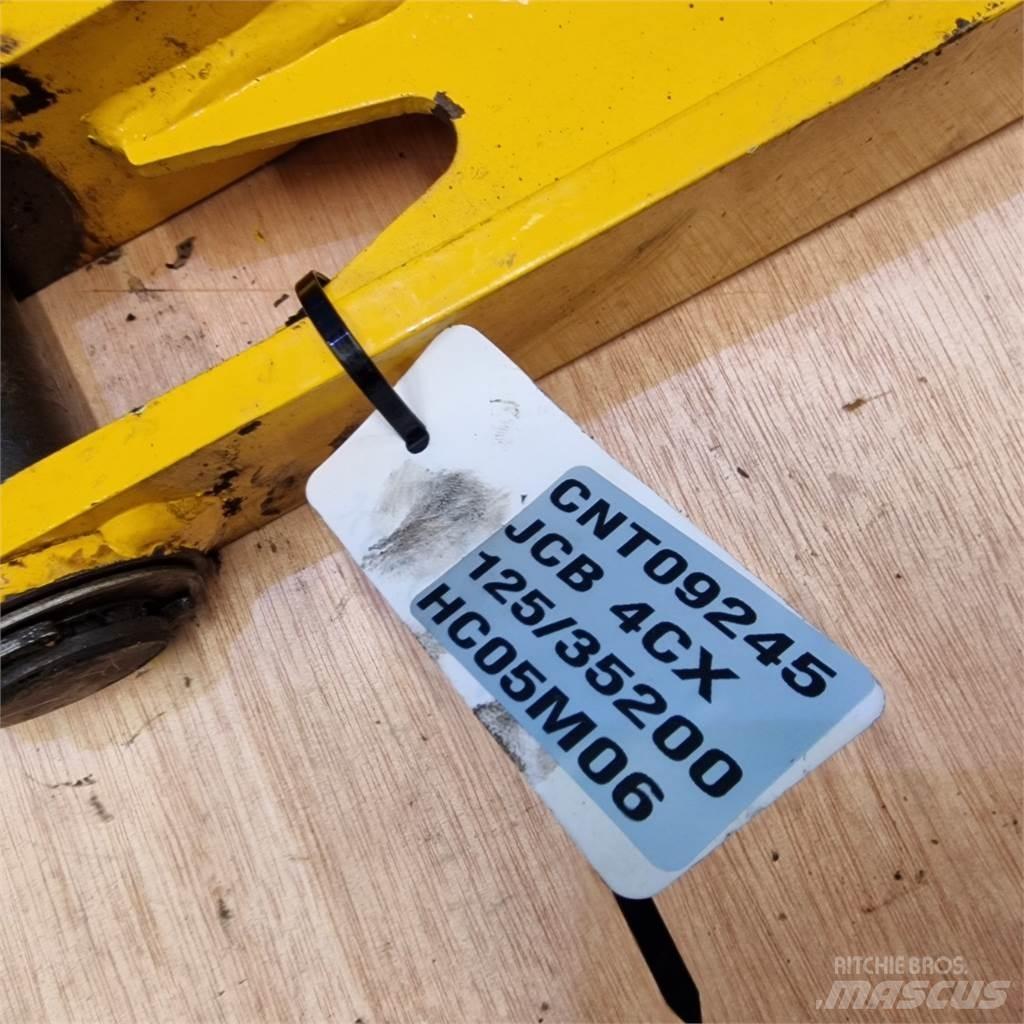 CNT09245
JCB 4CX
125/35200
HC05M06
RITCHIE BROS.
MASCUS